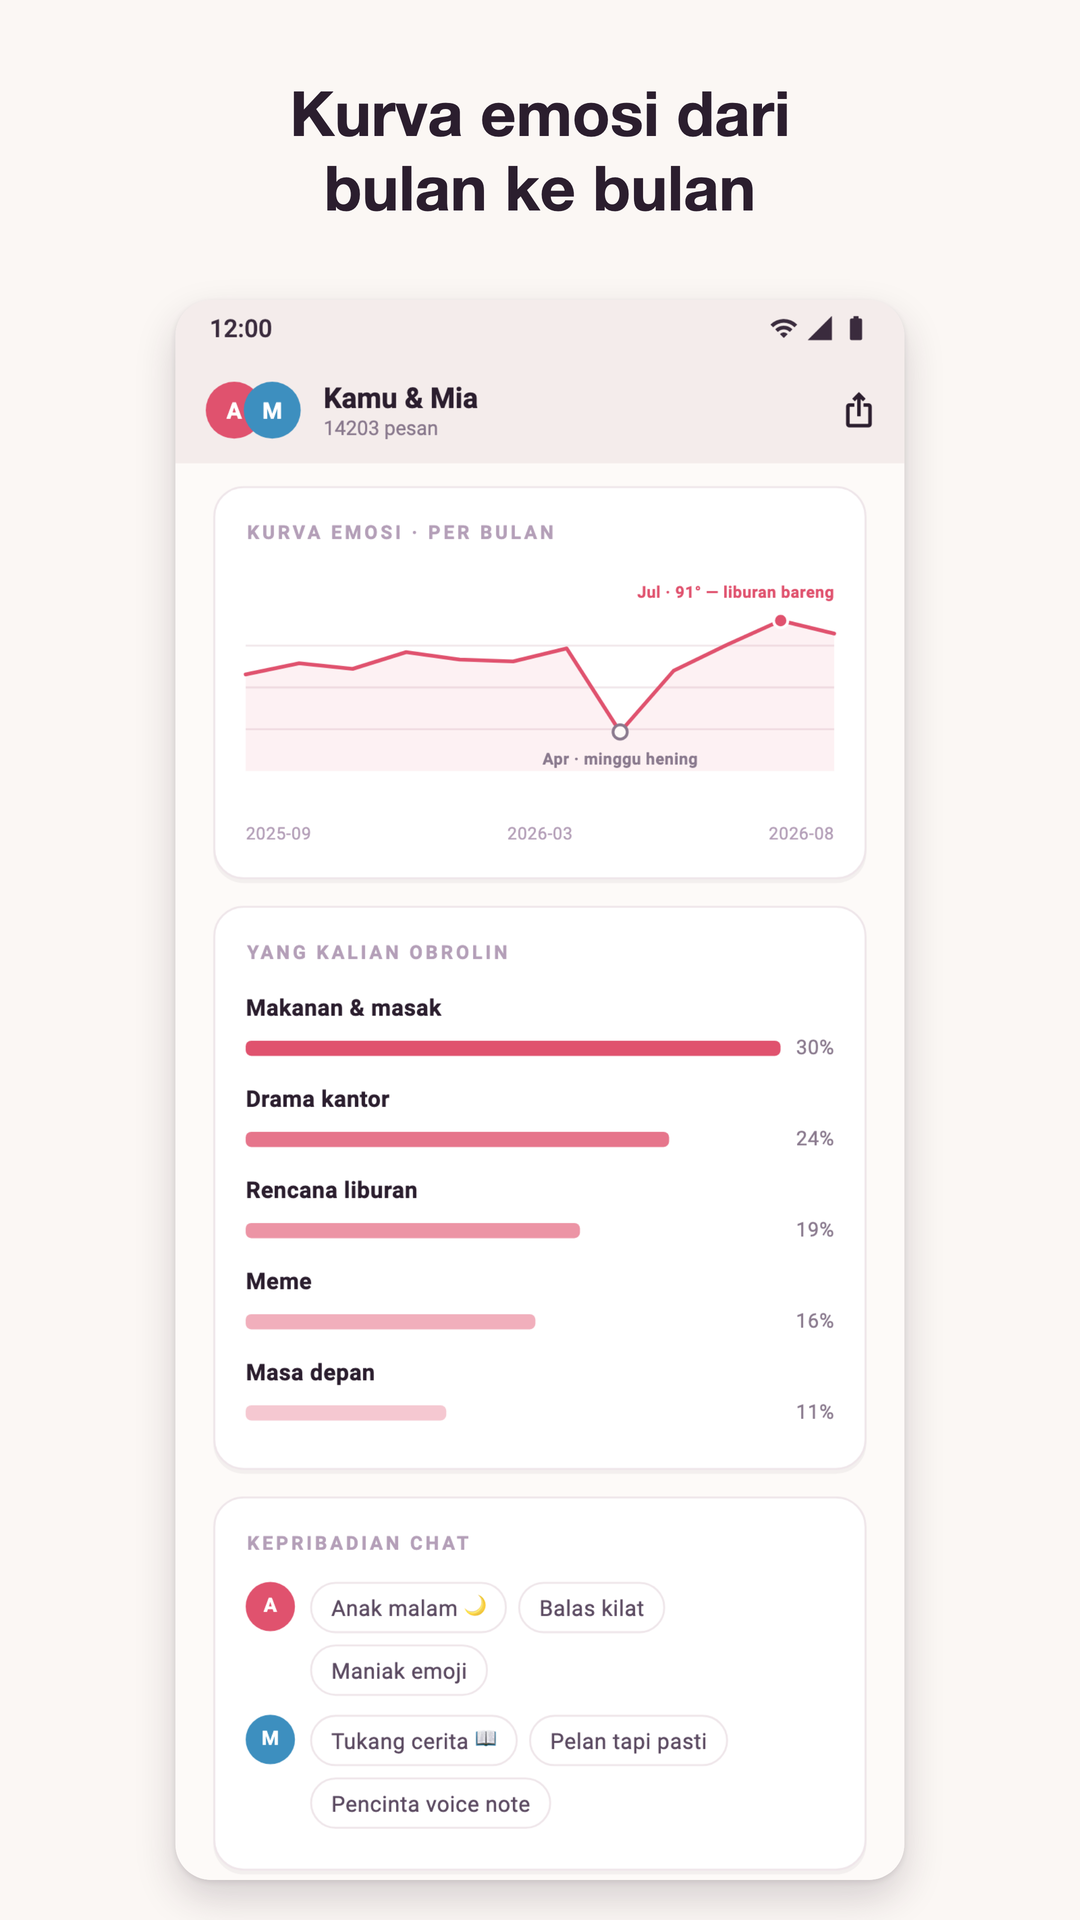 Kurva emosi dari
bulan ke bulan
12:00
A M Kamu & Mia
14203 pesan
KURVA EMOSI · PER BULAN
Jul · 91° — liburan bareng
Apr · minggu hening
2025-09 2026-03 2026-08
YANG KALIAN OBROLIN
Makanan & masak
30%
Drama kantor
24%
Rencana liburan
19%
Meme
16%
Masa depan
11%
KEPRIBADIAN CHAT
A Anak malam 🌙 Balas kilat
Maniak emoji
M Tukang cerita 📖 Pelan tapi pasti
Pencinta voice note